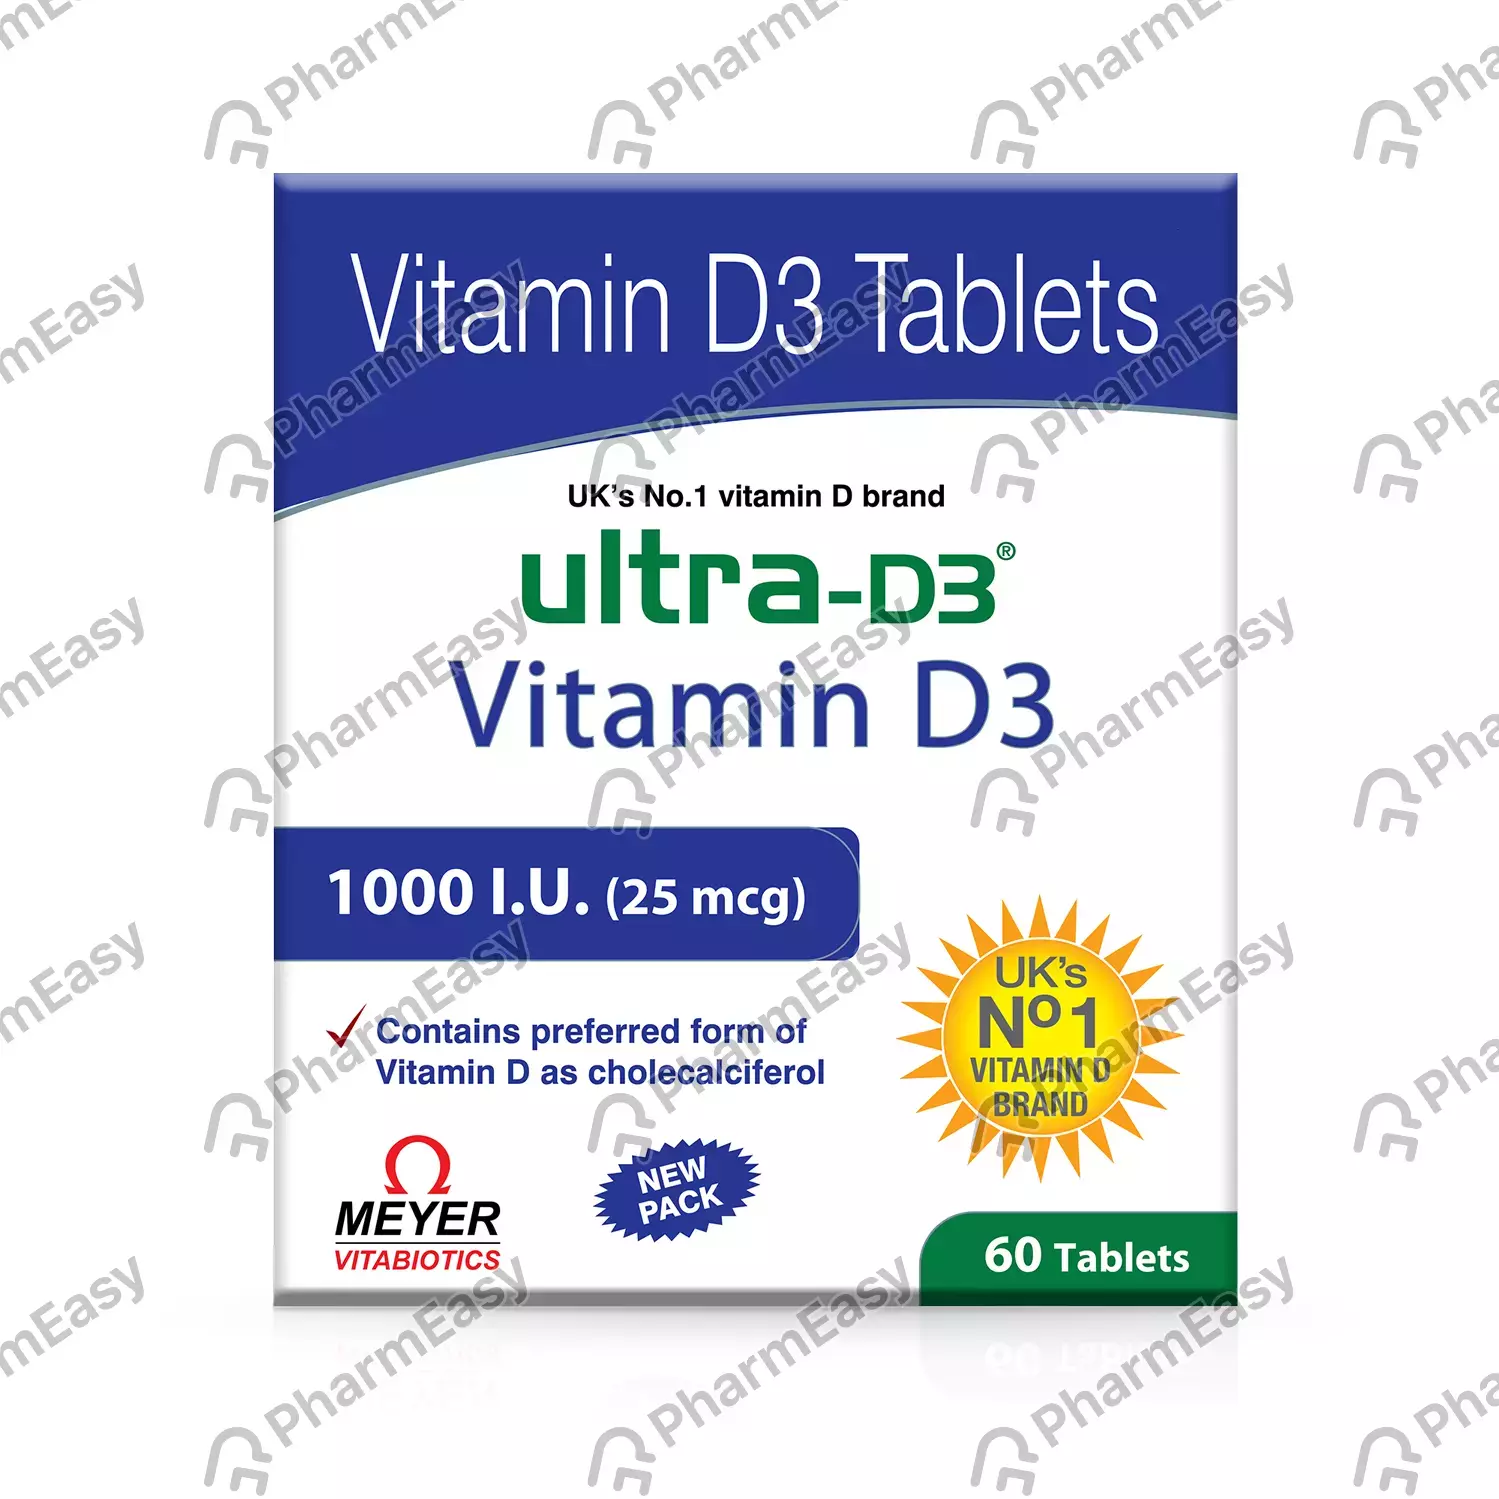 Vitamin D3 Tablets
UK's No.1 vitamin D brand
ultra-D3®
Vitamin D3
1000 I.U. (25 mcg)
Contains preferred form of
Vitamin D as cholecalciferol
UK's
Nº1
VITAMIN D
BRAND
MEYER
VITABIOTICS
NEW
PACK
60 Tablets
PharmEasy